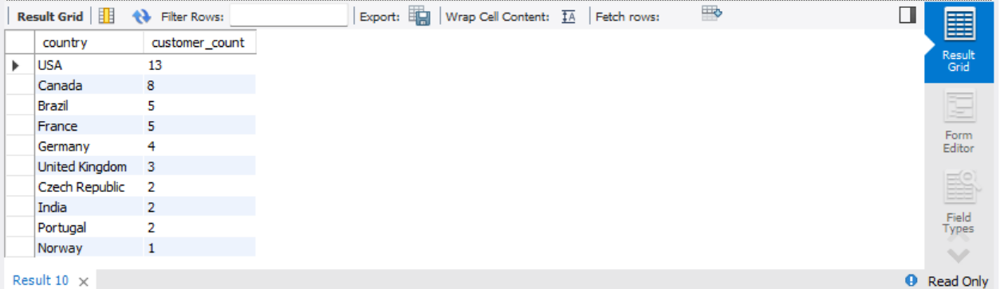 Result Grid Filter Rows: Export: Wrap Cell Content: IA Fetch rows:
country customer_count
USA 13
Canada 8
Brazil 5
France 5
Germany 4
United Kingdom 3
Czech Republic 2
India 2
Portugal 2
Norway 1
Result 10
Result
Grid
Form
Editor
Field
Types
Read Only